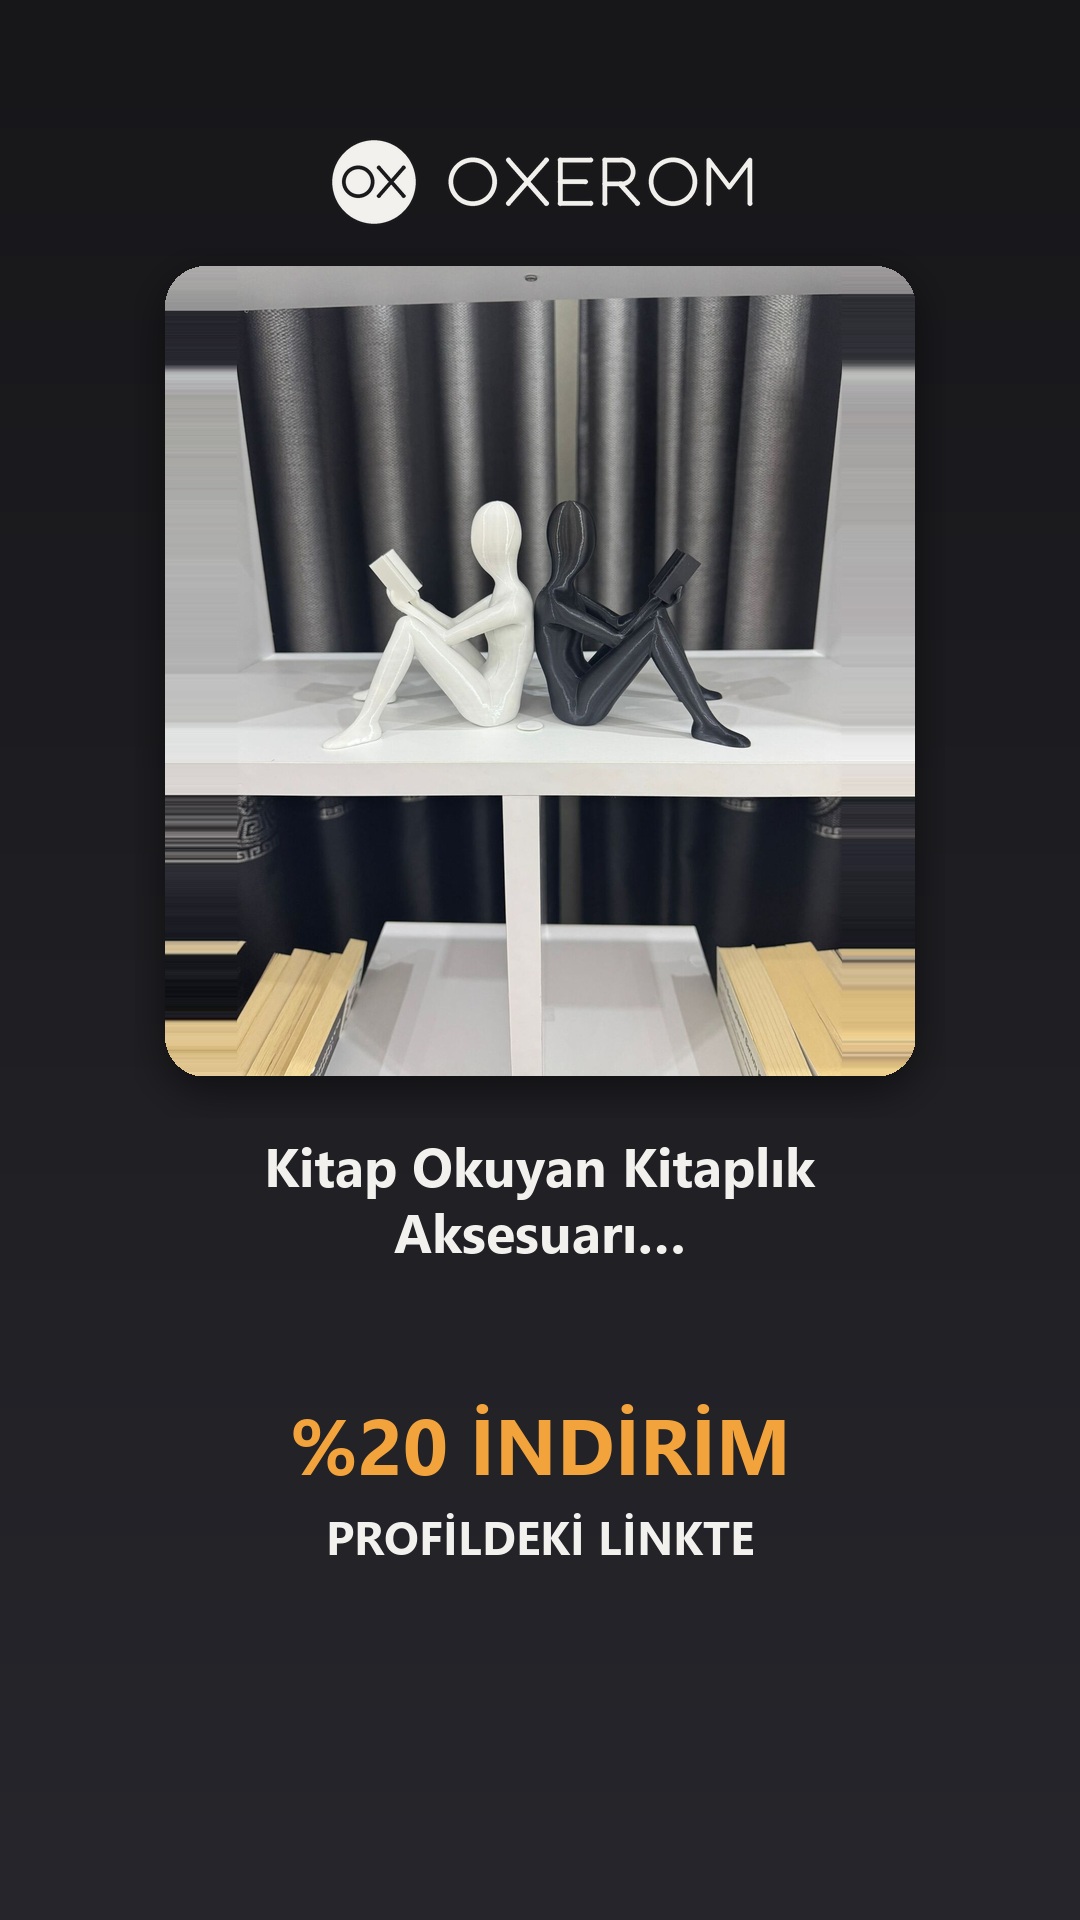 OX OXEROM
Kitap Okuyan Kitaplık
Aksesuarı...
%20 İNDİRİM
PROFİLDEKİ LİNKTE